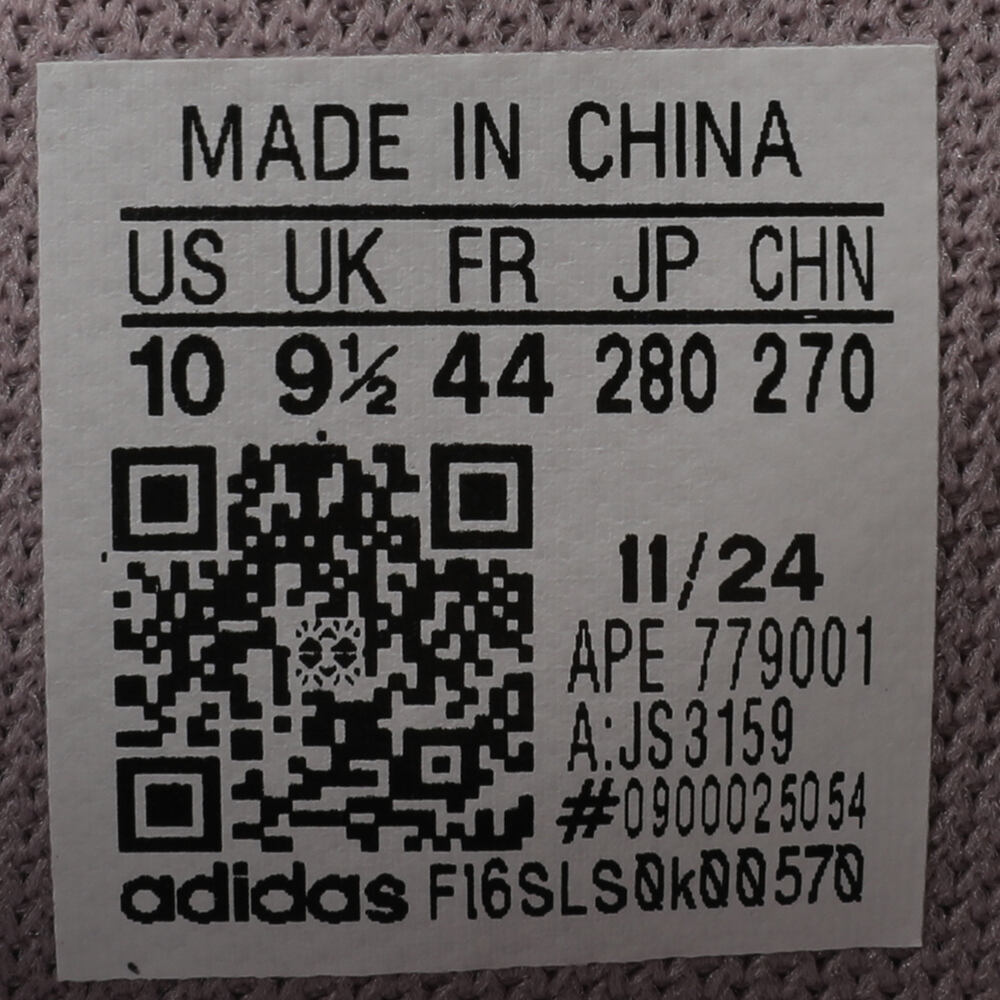 MADE IN CHINA
US UK FR JP CHN
10 9½ 44 280 270
11/24
APE 779001
A:JS3159
#0900025054
adidas F16SLS0k00570